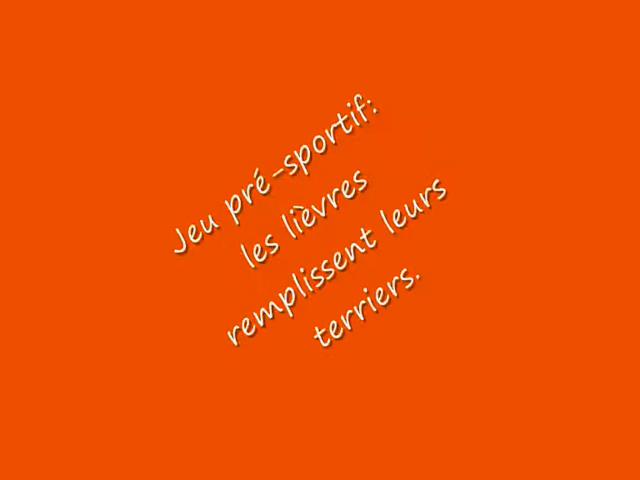 Jeu pré-sportif:
les lièvres
remplissent leurs
terriers.